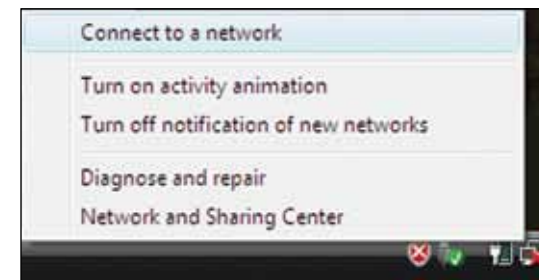 Connect to a network
Turn on activity animation
Turn off notification of new networks
Diagnose and repair
Network and Sharing Center